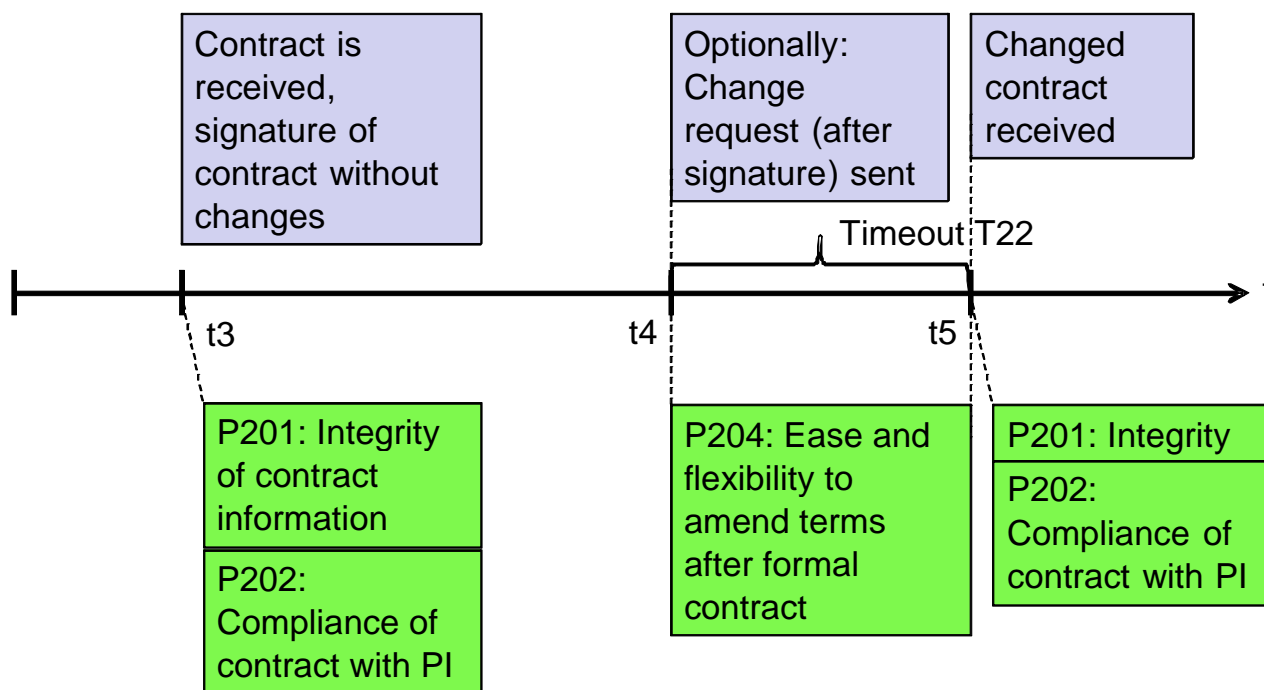 Contract is
received,
signature of
contract without
changes
Optionally:
Change
request (after
signature) sent
Changed
contract
received
Timeout T22
t3
t4
t5
P201: Integrity
of contract
information
P202:
Compliance of
contract with PI
P204: Ease and
flexibility to
amend terms
after formal
contract
P201: Integrity
P202:
Compliance of
contract with PI